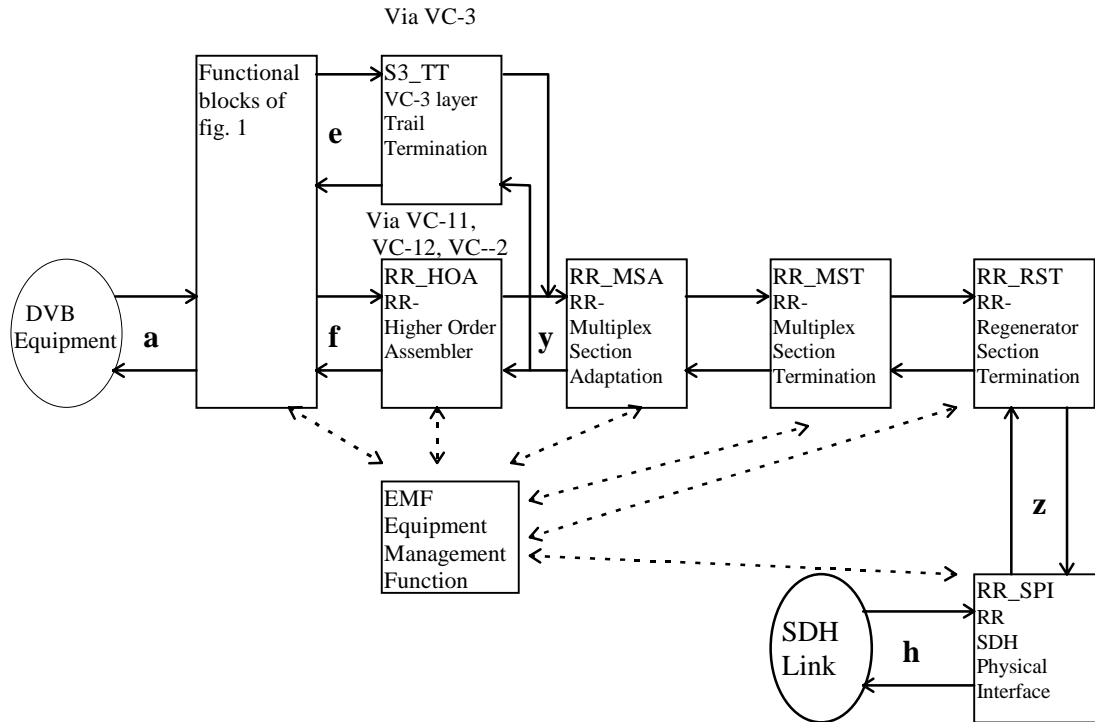 Via VC-3
Functional
blocks of
fig. 1
e
S3_TT
VC-3 layer
Trail
Termination
Via VC-11,
VC-12, VC--2
DVB
Equipment
a
f
RR_HOA
RR-
Higher Order
Assembler
y
RR_MSA
RR-
Multiplex
Section
Adaptation
RR_MST
RR-
Multiplex
Section
Termination
RR_RST
RR-
Regenerator
Section
Termination
EMF
Equipment
Management
Function
z
SDH
Link
h
RR_SPI
RR
SDH
Physical
Interface